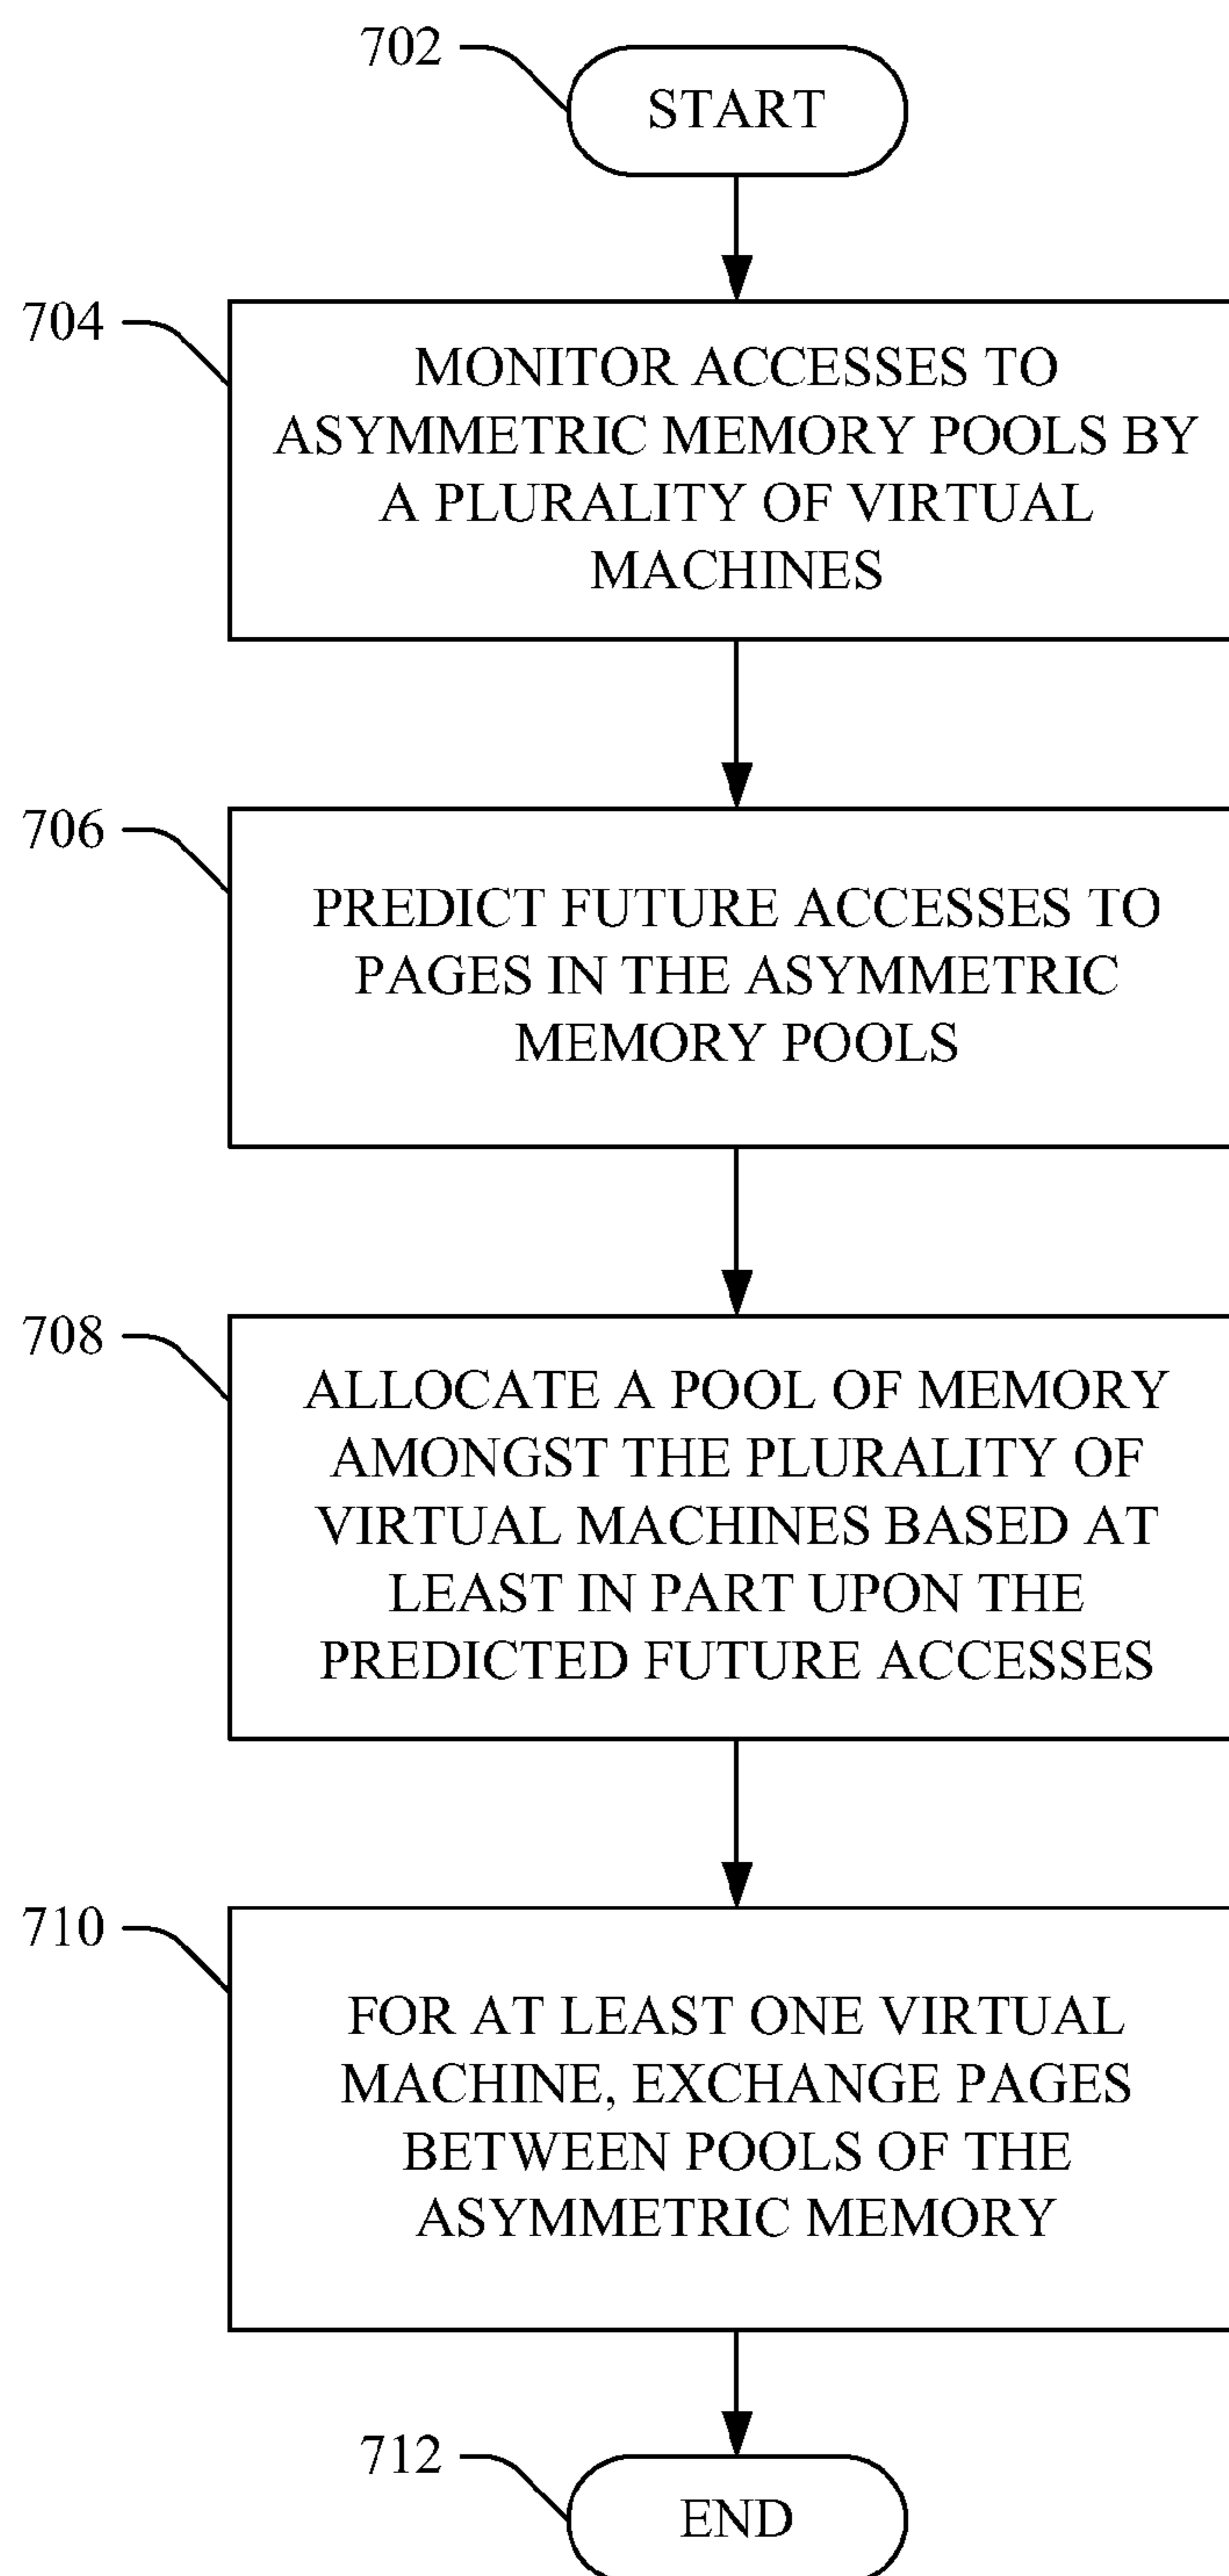 702
START
704
MONITOR ACCESSES TO
ASYMMETRIC MEMORY POOLS BY
A PLURALITY OF VIRTUAL
MACHINES
706
PREDICT FUTURE ACCESSES TO
PAGES IN THE ASYMMETRIC
MEMORY POOLS
708
ALLOCATE A POOL OF MEMORY
AMONGST THE PLURALITY OF
VIRTUAL MACHINES BASED AT
LEAST IN PART UPON THE
PREDICTED FUTURE ACCESSES
710
FOR AT LEAST ONE VIRTUAL
MACHINE, EXCHANGE PAGES
BETWEEN POOLS OF THE
ASYMMETRIC MEMORY
712
END